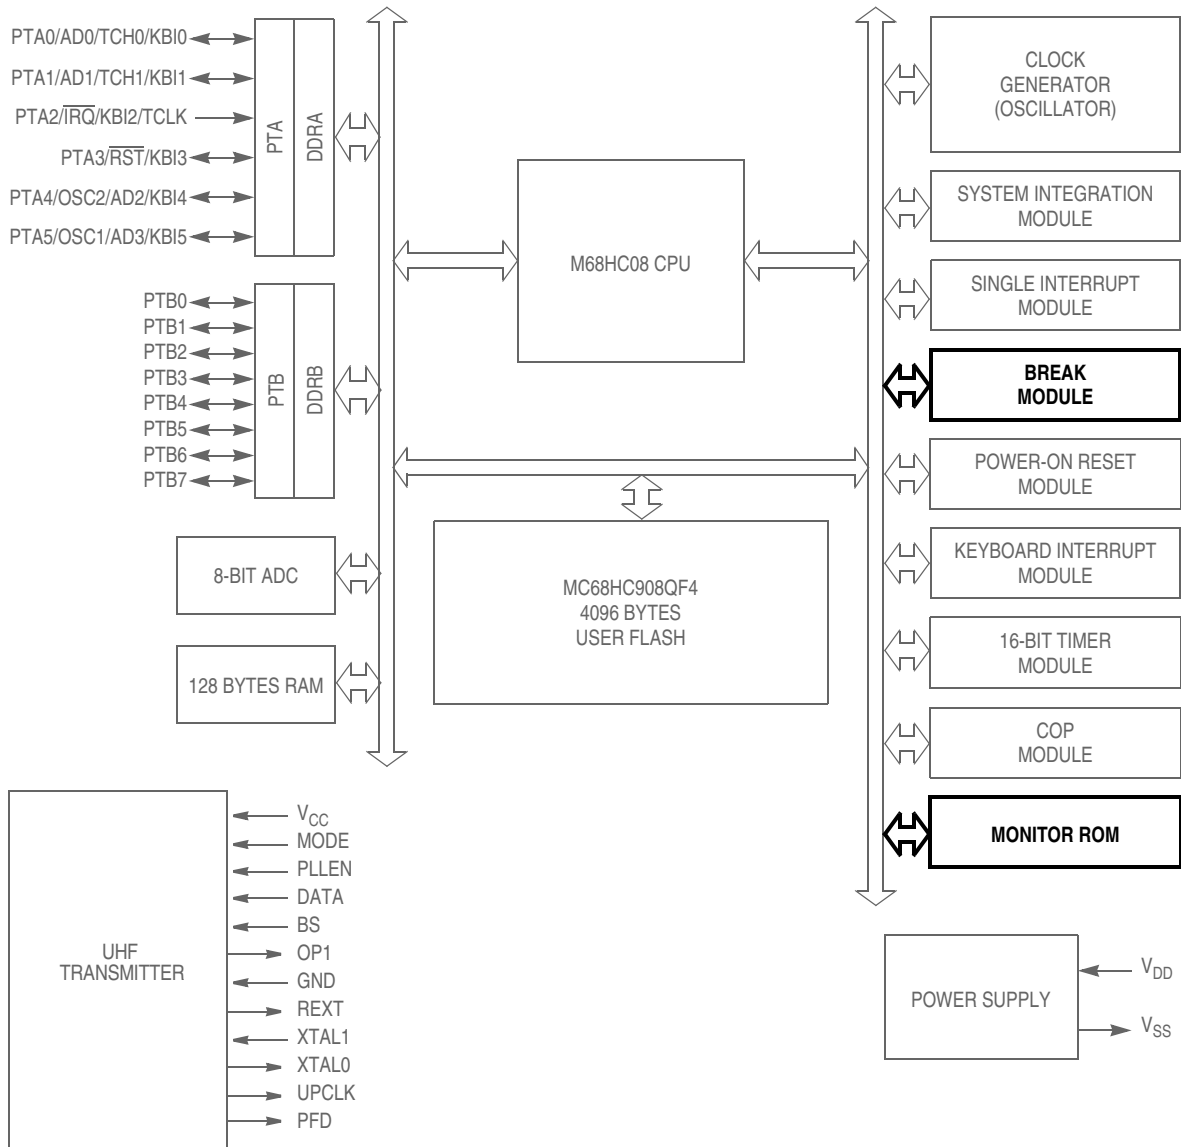 PTA0/AD0/TCH0/KBI0
PTA1/AD1/TCH1/KBI1
PTA2/IRQ/KBI2/TCLK
PTA3/RST/KBI3
PTA4/OSC2/AD2/KBI4
PTA5/OSC1/AD3/KBI5
PTA
DDRA
PTB0
PTB1
PTB2
PTB3
PTB4
PTB5
PTB6
PTB7
PTB
DDRB
8-BIT ADC
128 BYTES RAM
M68HC08 CPU
MC68HC908QF4
4096 BYTES
USER FLASH
CLOCK
GENERATOR
(OSCILLATOR)
SYSTEM INTEGRATION
MODULE
SINGLE INTERRUPT
MODULE
BREAK
MODULE
POWER-ON RESET
MODULE
KEYBOARD INTERRUPT
MODULE
16-BIT TIMER
MODULE
COP
MODULE
MONITOR ROM
UHF
TRANSMITTER
VCC
MODE
PLLEN
DATA
BS
OP1
GND
REXT
XTAL1
XTAL0
UPCLK
PFD
POWER SUPPLY
VDD
VSS